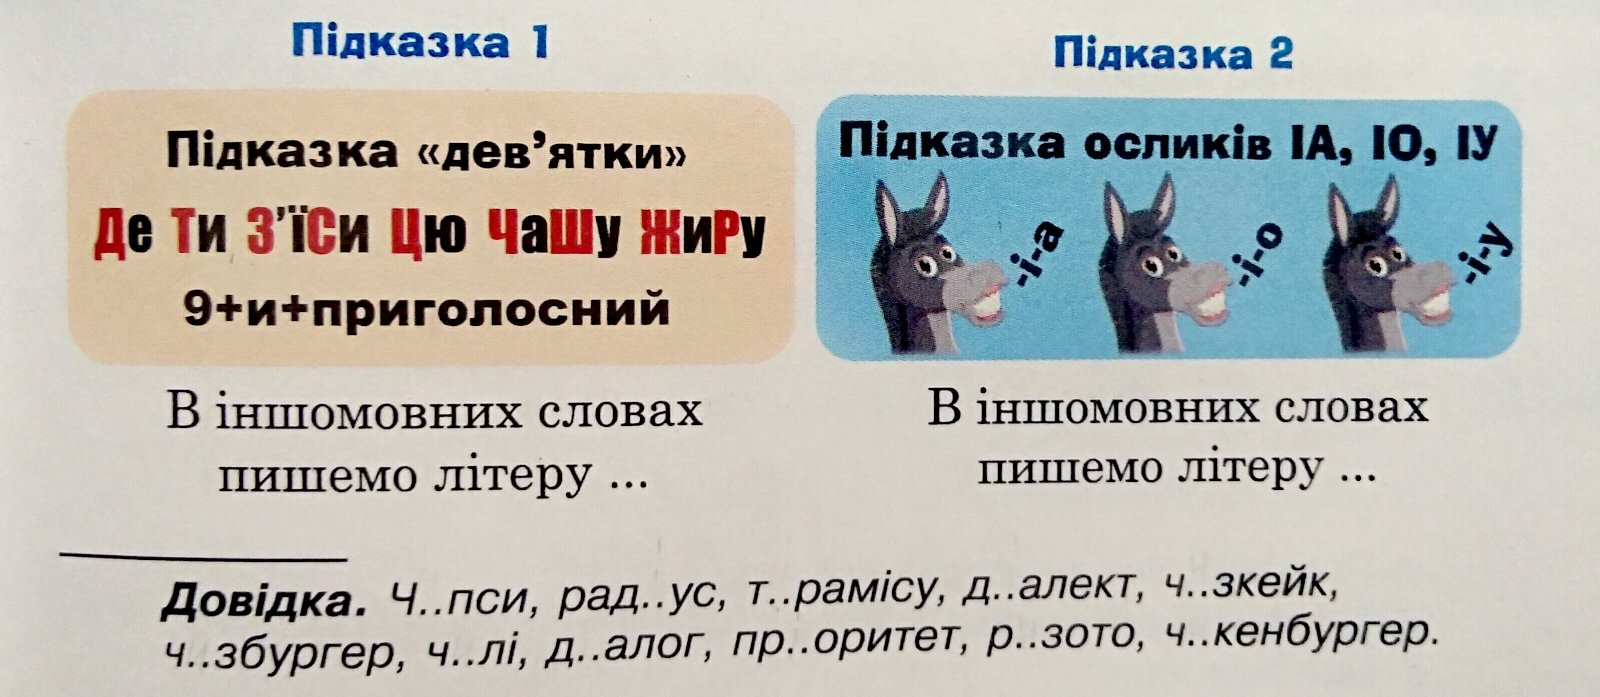 Підказка 1
Підказка «дев’ятки»
Де Ти З’їСи Цю ЧаШу ЖиРу
9+и+приголосний
В іншомовних словах
пишемо літеру ...
Підказка 2
Підказка осликів ІА, ІО, ІУ
-і-а
-і-о
-і-у
В іншомовних словах
пишемо літеру ...
Довідка. Ч..пси, рад..ус, т..рамісу, д..алект, ч..зкейк,
ч..збургер, ч..лі, д..алог, пр..оритет, р..зото, ч..кенбургер.